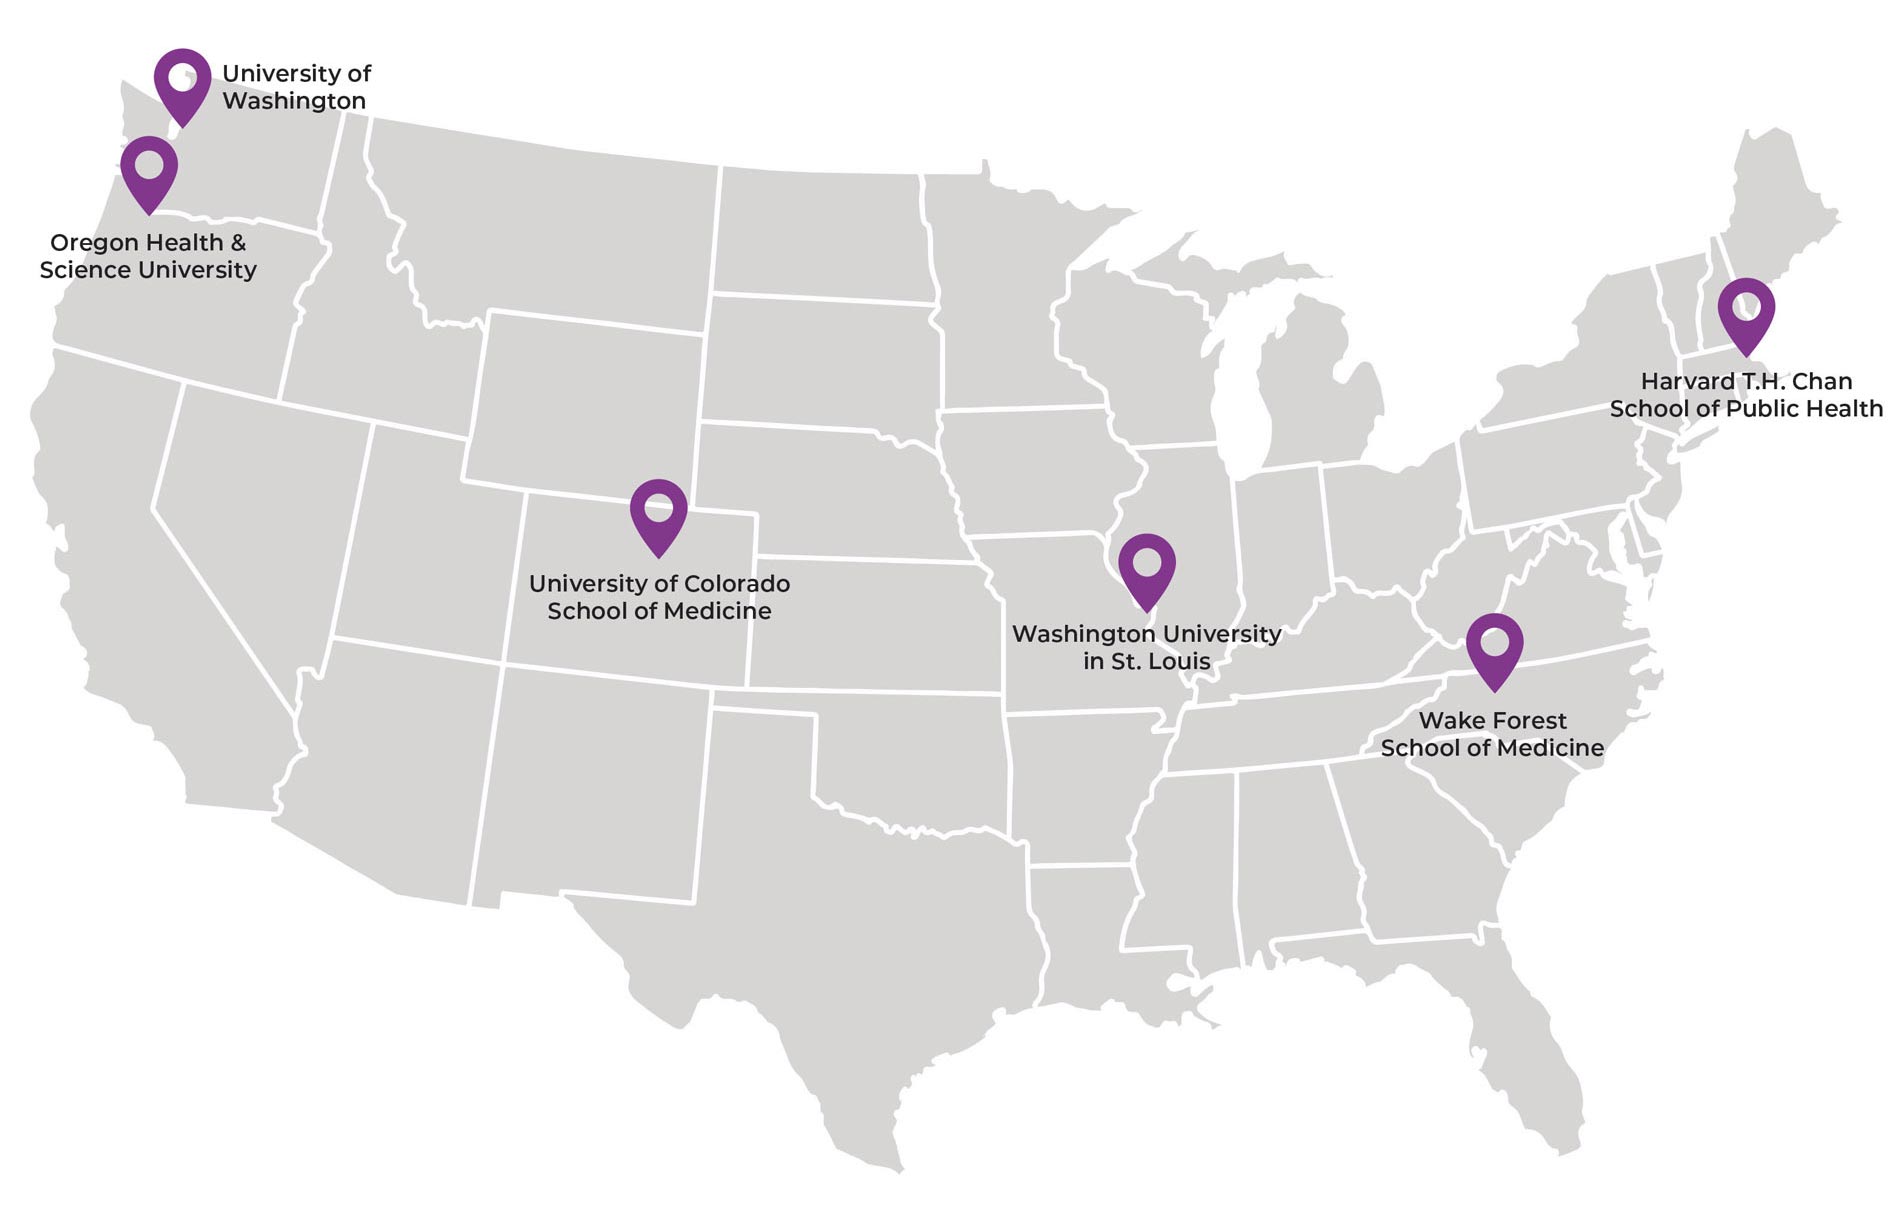 University of
Washington
Oregon Health &
Science University
Harvard T.H. Chan
School of Public Health
University of Colorado
School of Medicine
Washington University
in St. Louis
Wake Forest
School of Medicine